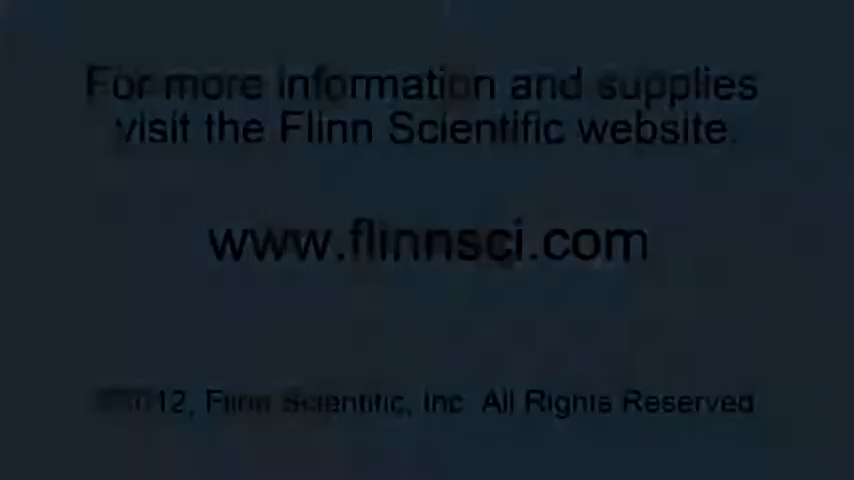 For more information and supplies
visit the Flinn Scientific website.
www.flinnsci.com
©2012, Flinn Scientific, Inc. All Rights Reserved